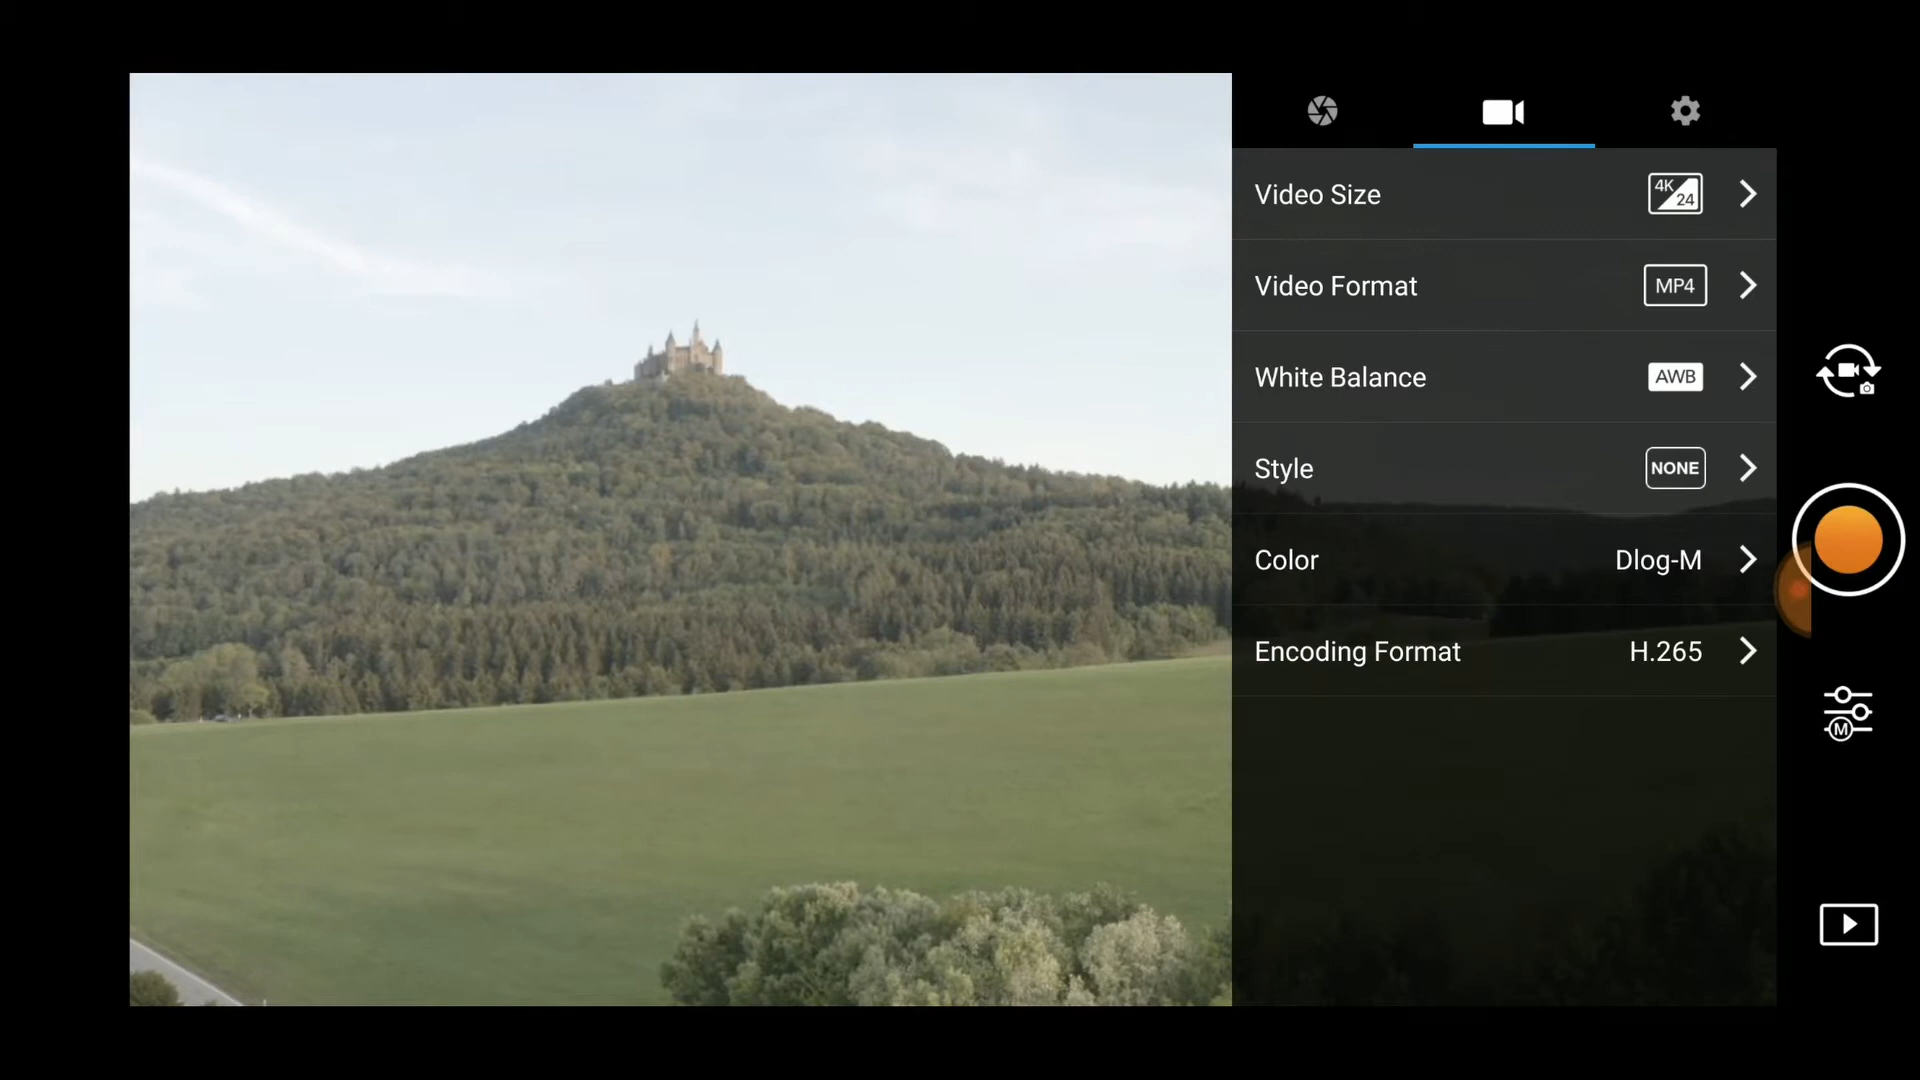 Video Size 4K 24
Video Format MP4
White Balance AWB
Style NONE
Color Dlog-M
Encoding Format H.265
M